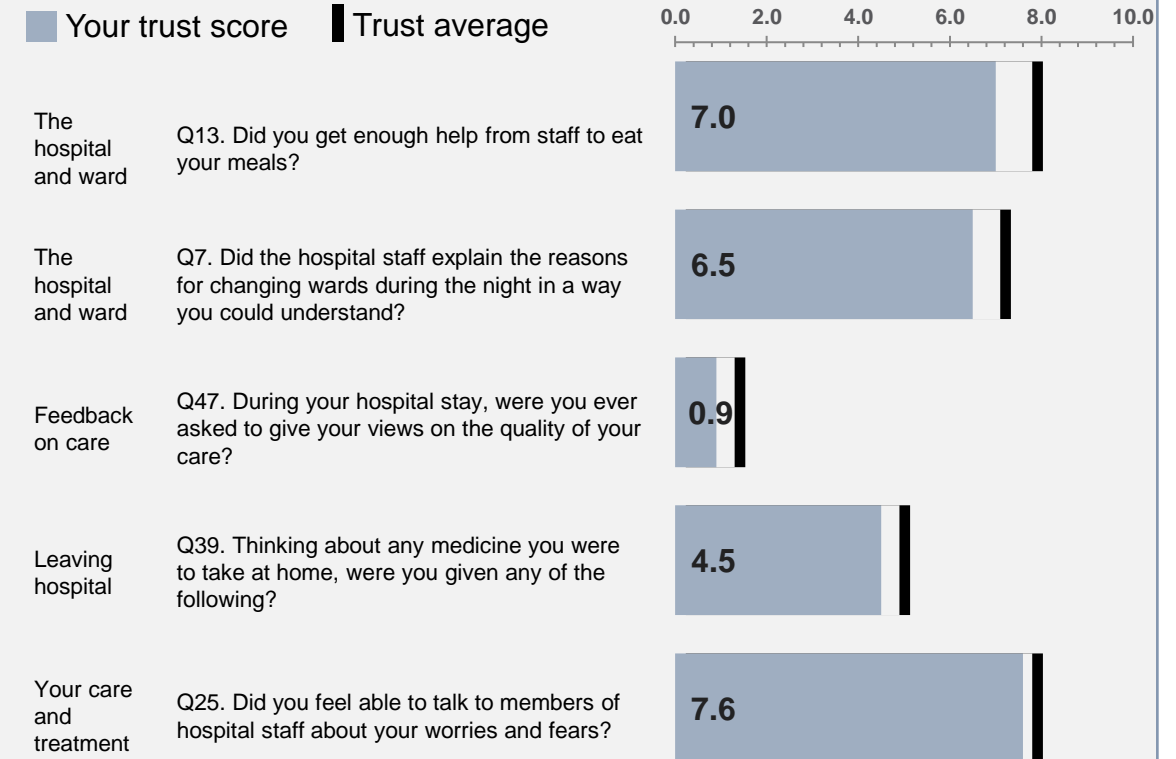 Your trust score Trust average
0.0 2.0 4.0 6.0 8.0 10.0
The
hospital
and ward
Q13. Did you get enough help from staff to eat
your meals?
7.0
The
hospital
and ward
Q7. Did the hospital staff explain the reasons
for changing wards during the night in a way
you could understand?
6.5
Feedback
on care
Q47. During your hospital stay, were you ever
asked to give your views on the quality of your
care?
0.9
Leaving
hospital
Q39. Thinking about any medicine you were
to take at home, were you given any of the
following?
4.5
Your care
and
treatment
Q25. Did you feel able to talk to members of
hospital staff about your worries and fears?
7.6